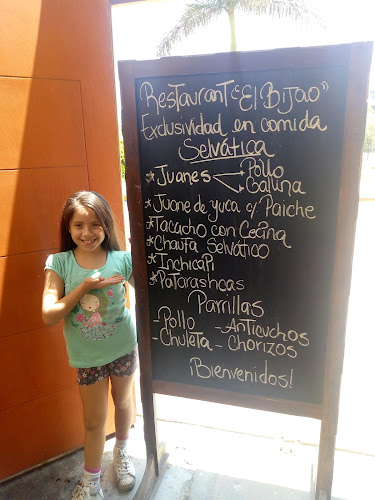 Restaurant "El Bijao"
Exclusividad en comida
Selvática
* Juanes Pollo
Gallina
* Juane de yuca c/ Paiche
* Tacacho con Cecina
* Chaufa Selvático
* Inchicapi
* Patarashcas
Parrillas
- Pollo - Anticuchos
- Chuleta - Chorizos
¡Bienvenidos!